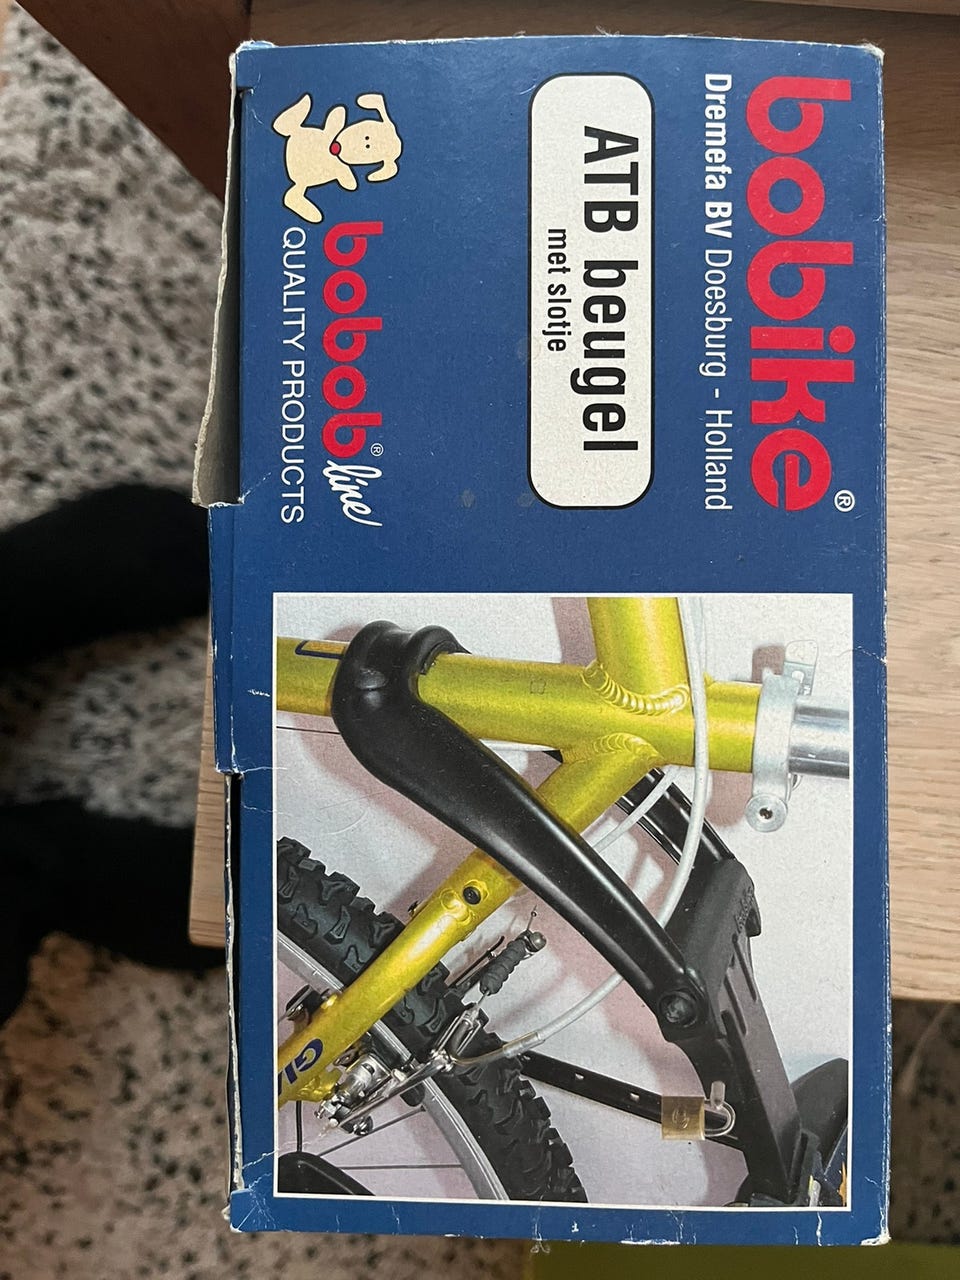 bobike®
Dremefa BV Doesburg - Holland
ATB beugel
met slotje
bobob® line
QUALITY PRODUCTS